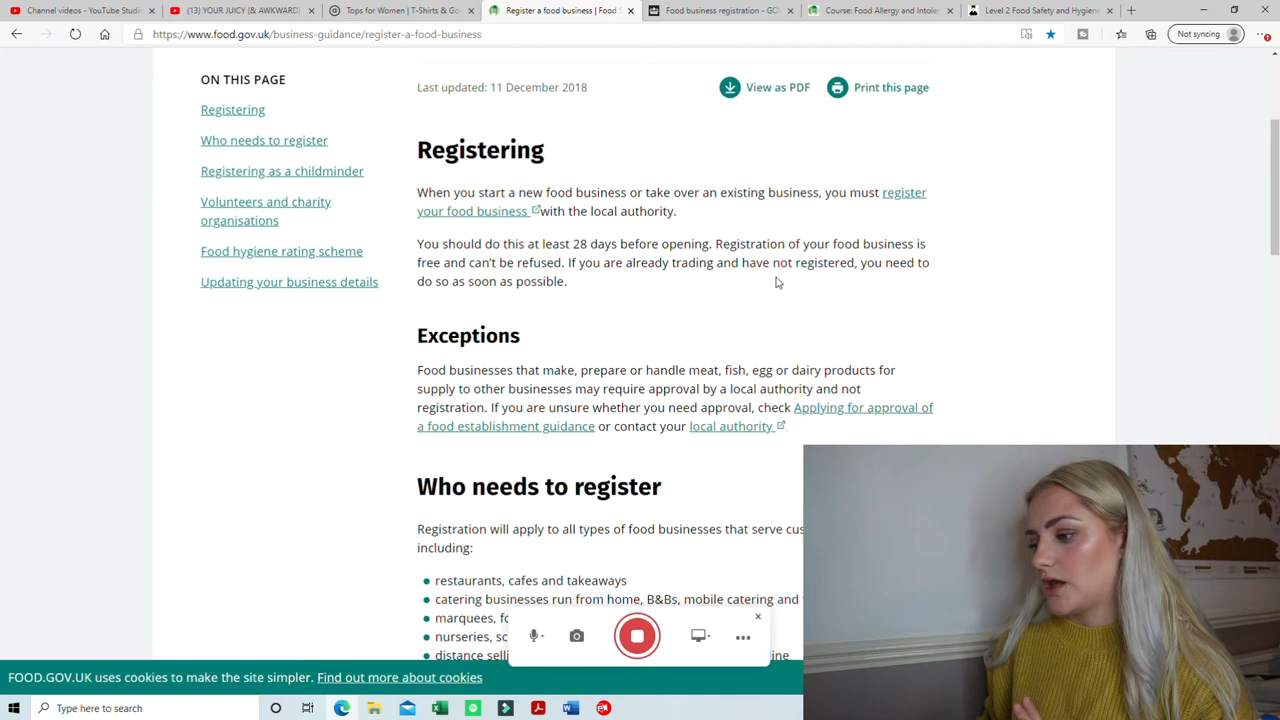 Channel videos - YouTube Studio
(13) YOUR JUICY (& AWKWARD)
Tops for Women | T-Shirts & Go
Register a food business | Food S
Food business registration - GO
Course: Food Allergy and Intoler
Level 2 Food Safety and Hygiene
https://www.food.gov.uk/business-guidance/register-a-food-business
Not syncing
ON THIS PAGE
Registering
Who needs to register
Registering as a childminder
Volunteers and charity
organisations
Food hygiene rating scheme
Updating your business details
Last updated: 11 December 2018
View as PDF
Print this page
Registering
When you start a new food business or take over an existing business, you must register
your food business with the local authority.
You should do this at least 28 days before opening. Registration of your food business is
free and can't be refused. If you are already trading and have not registered, you need to
do so as soon as possible.
Exceptions
Food businesses that make, prepare or handle meat, fish, egg or dairy products for
supply to other businesses may require approval by a local authority and not
registration. If you are unsure whether you need approval, check Applying for approval of
a food establishment guidance or contact your local authority .
Who needs to register
Registration will apply to all types of food businesses that serve cus
including:
restaurants, cafes and takeaways
catering businesses run from home, B&Bs, mobile catering and
marquees, fo
nurseries, sc
distance selli
line
FOOD.GOV.UK uses cookies to make the site simpler. Find out more about cookies
Type here to search